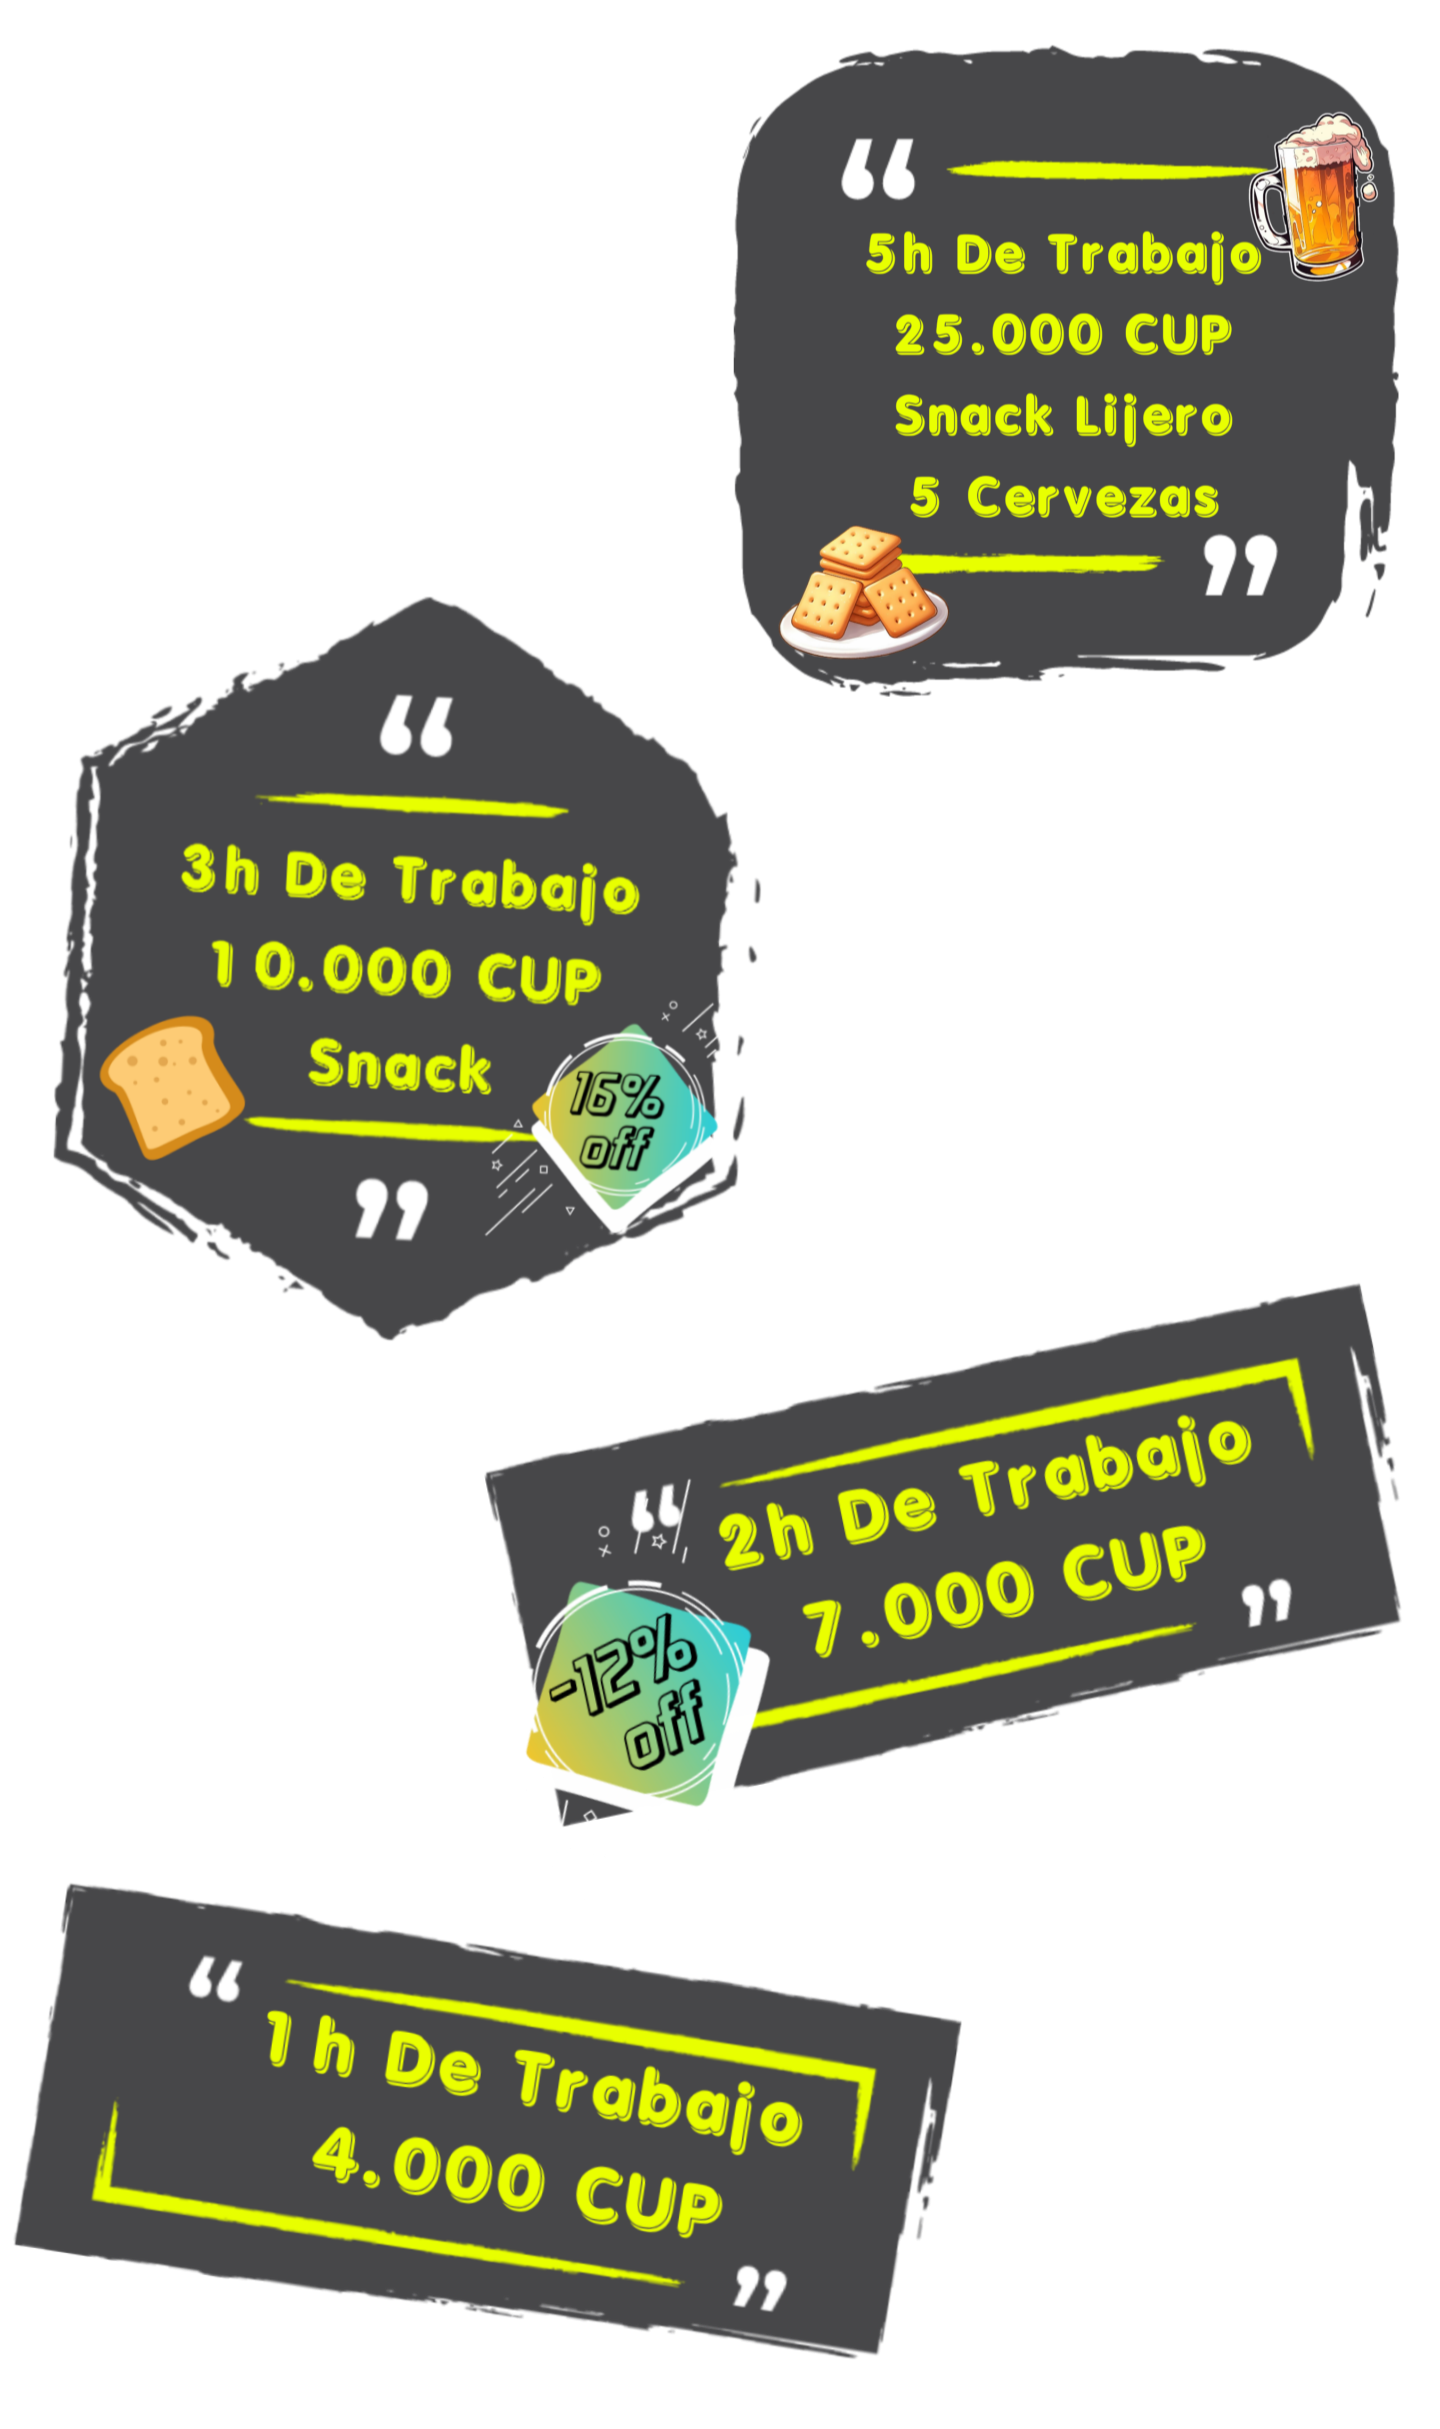 “
5h De Trabajo
25.000 CUP
Snack Lijero
5 Cervezas
”
“
3h De Trabajo
10.000 CUP
Snack
16%
off
”
“
2h De Trabajo
7.000 CUP
”
-12%
off
“
1h De Trabajo
4.000 CUP
”